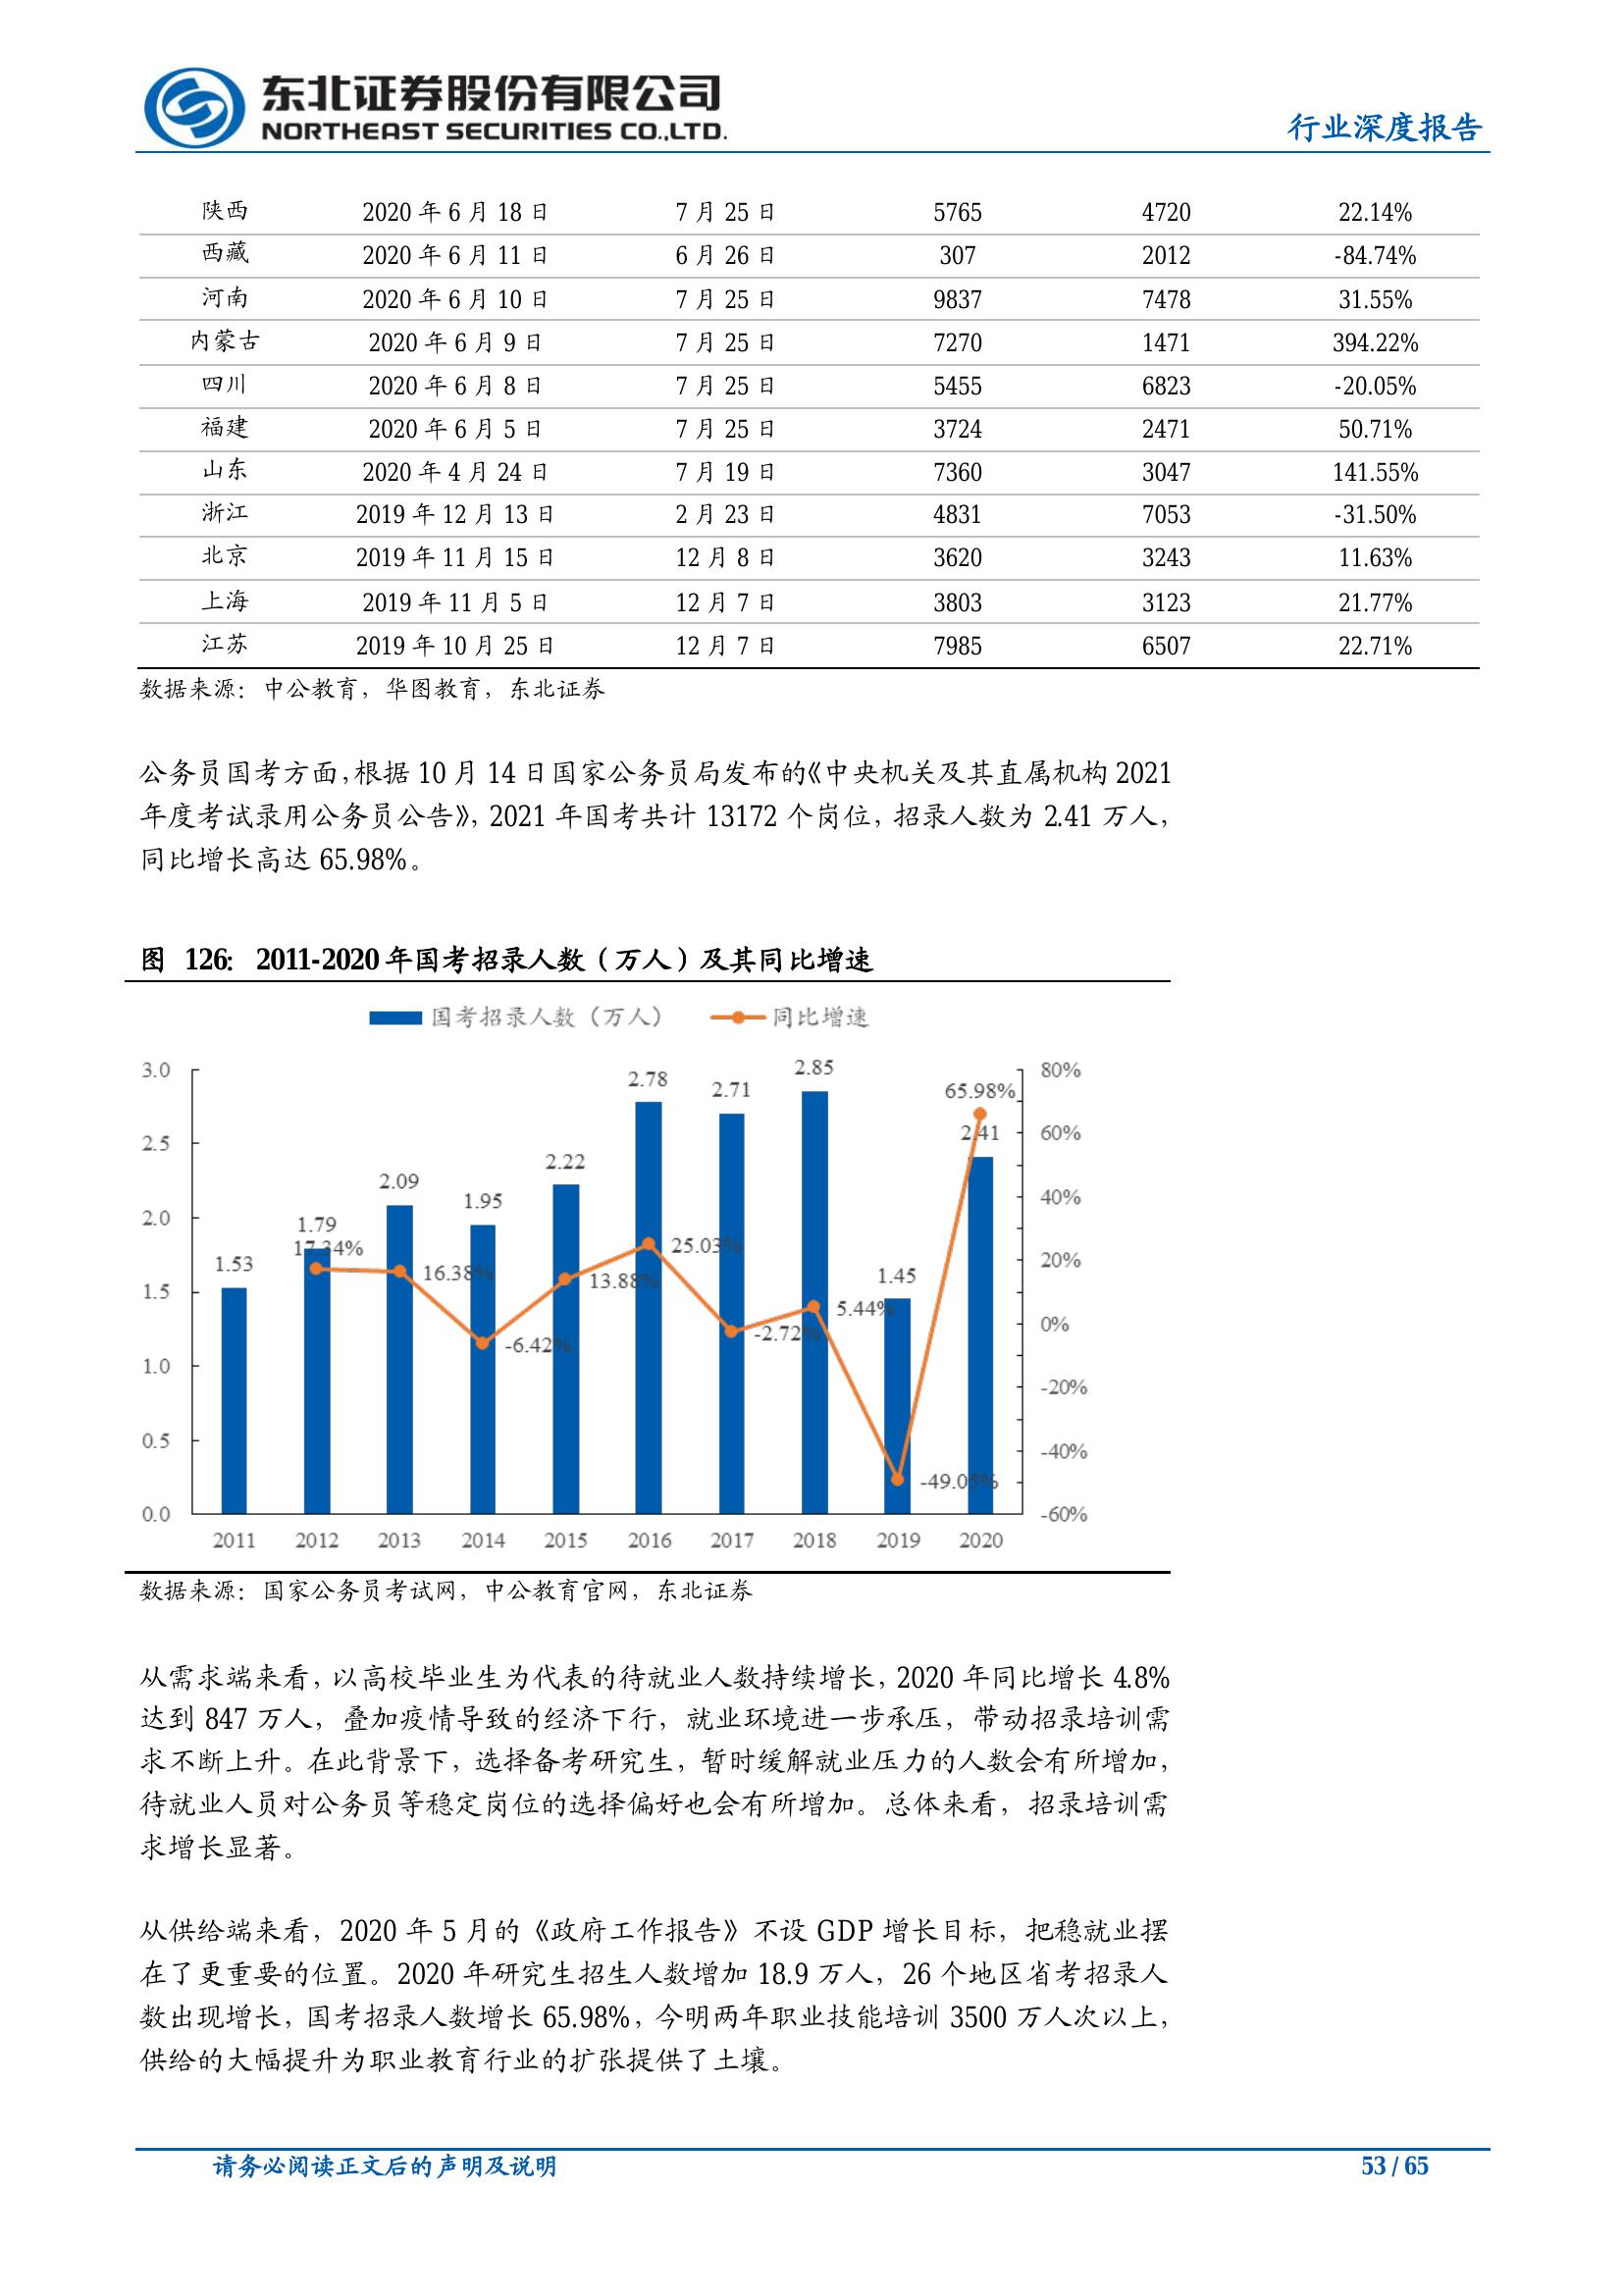 东北证券股份有限公司
NORTHEAST SECURITIES CO.,LTD.
行业深度报告
陕西 2020 年 6 月 18 日 7 月 25 日 5765 4720 22.14%
西藏 2020 年 6 月 11 日 6 月 26 日 307 2012 -84.74%
河南 2020 年 6 月 10 日 7 月 25 日 9837 7478 31.55%
内蒙古 2020 年 6 月 9 日 7 月 25 日 7270 1471 394.22%
四川 2020 年 6 月 8 日 7 月 25 日 5455 6823 -20.05%
福建 2020 年 6 月 5 日 7 月 25 日 3724 2471 50.71%
山东 2020 年 4 月 24 日 7 月 19 日 7360 3047 141.55%
浙江 2019 年 12 月 13 日 2 月 23 日 4831 7053 -31.50%
北京 2019 年 11 月 15 日 12 月 8 日 3620 3243 11.63%
上海 2019 年 11 月 5 日 12 月 7 日 3803 3123 21.77%
江苏 2019 年 10 月 25 日 12 月 7 日 7985 6507 22.71%
数据来源：中公教育，华图教育，东北证券
公务员国考方面，根据 10 月 14 日国家公务员局发布的《中央机关及其直属机构 2021
年度考试录用公务员公告》，2021 年国考共计 13172 个岗位，招录人数为 2.41 万人，
同比增长高达 65.98%。
图 126：2011-2020 年国考招录人数（万人）及其同比增速
国考招录人数（万人） 同比增速
3.0
2.5
2.0
1.5
1.0
0.5
0.0
80%
60%
40%
20%
0%
-20%
-40%
-60%
1.53
1.79
2.09
1.95
2.22
2.78
2.71
2.85
1.45
2.41
17.34%
16.38%
-6.42%
13.88%
25.03%
-2.72%
5.44%
65.98%
2011 2012 2013 2014 2015 2016 2017 2018 2019 2020
数据来源：国家公务员考试网，中公教育官网，东北证券
从需求端来看，以高校毕业生为代表的待就业人数持续增长，2020 年同比增长 4.8%
达到 847 万人，叠加疫情导致的经济下行，就业环境进一步承压，带动招录培训需
求不断上升。在此背景下，选择备考研究生，暂时缓解就业压力的人数会有所增加，
待就业人员对公务员等稳定岗位的选择偏好也会有所增加。总体来看，招录培训需
求增长显著。
从供给端来看，2020 年 5 月的《政府工作报告》不设 GDP 增长目标，把稳就业摆
在了更重要的位置。2020 年研究生招生人数增加 18.9 万人，26 个地区省考招录人
数出现增长，国考招录人数增长 65.98%，今明两年职业技能培训 3500 万人次以上，
供给的大幅提升为职业教育行业的扩张提供了土壤。
请务必阅读正文后的声明及说明
53 / 65